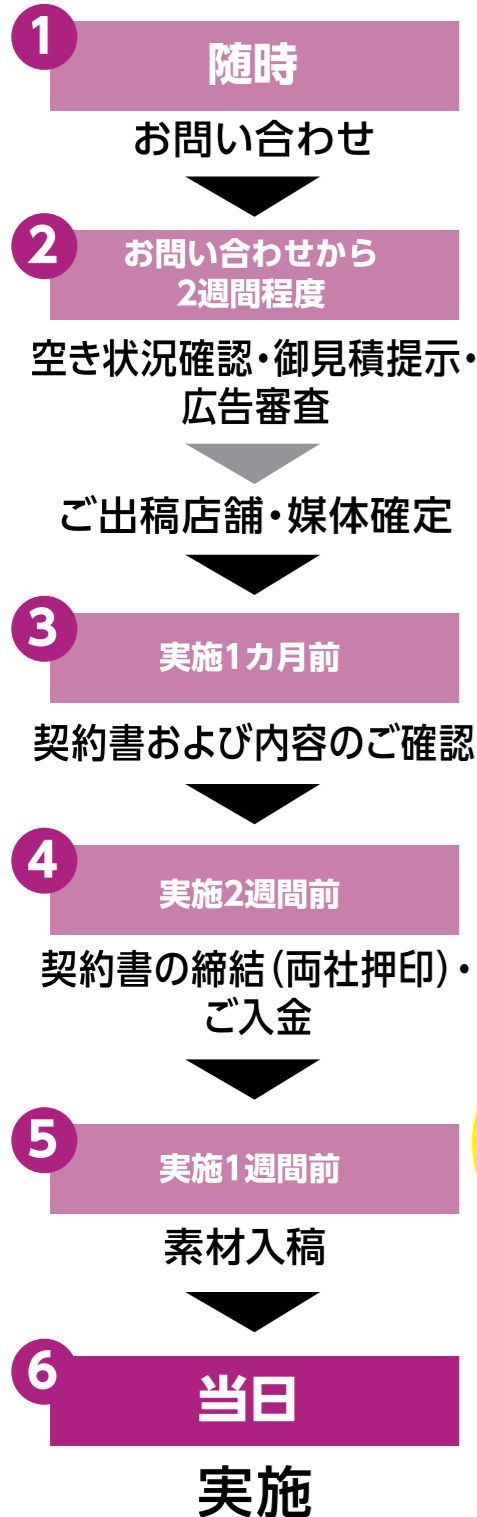 1
随時
お問い合わせ
2
お問い合わせから
2週間程度
空き状況確認・御見積提示・
広告審査
ご出稿店舗・媒体確定
3
実施1カ月前
契約書および内容のご確認
4
実施2週間前
契約書の締結(両社押印)・
ご入金
5
実施1週間前
素材入稿
6
当日
実施